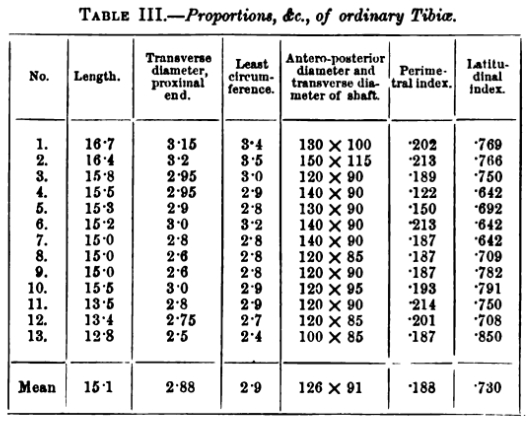 TABLE III.—Proportions, &c., of ordinary Tibiæ.
No. Length. Transverse diameter, proximal end. Least circum-ference. Antero-posterior diameter and transverse dia-meter of shaft. Perime-tral index. Latitu-dinal index.
1. 16·7 3·15 3·4 130 × 100 ·202 ·769
2. 16·4 3·2 3·5 150 × 115 ·213 ·766
3. 15·8 2·95 3·0 120 × 90 ·189 ·750
4. 15·5 2·95 2·9 140 × 90 ·122 ·642
5. 15·3 2·9 2·8 130 × 90 ·150 ·692
6. 15·2 3·0 3·2 140 × 90 ·213 ·642
7. 15·0 2·8 2·8 140 × 90 ·187 ·642
8. 15·0 2·6 2·8 120 × 85 ·187 ·709
9. 15·0 2·6 2·8 120 × 90 ·187 ·782
10. 15·5 3·0 2·9 120 × 95 ·193 ·791
11. 13·5 2·8 2·9 120 × 90 ·214 ·750
12. 13·4 2·75 2·7 120 × 85 ·201 ·708
13. 12·8 2·5 2·4 100 × 85 ·187 ·850
Mean 15·1 2·88 2·9 126 × 91 ·188 ·730